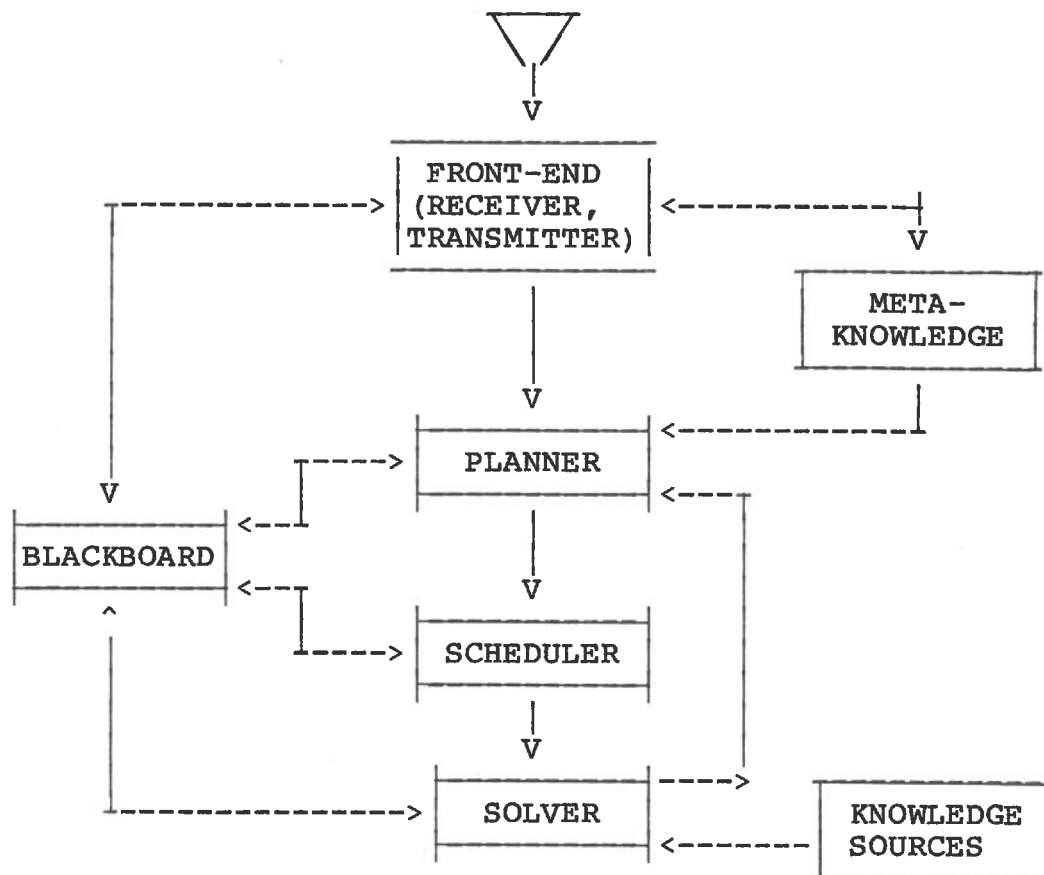 FRONT-END
(RECEIVER,
TRANSMITTER)
META-
KNOWLEDGE
PLANNER
BLACKBOARD
SCHEDULER
SOLVER
KNOWLEDGE
SOURCES